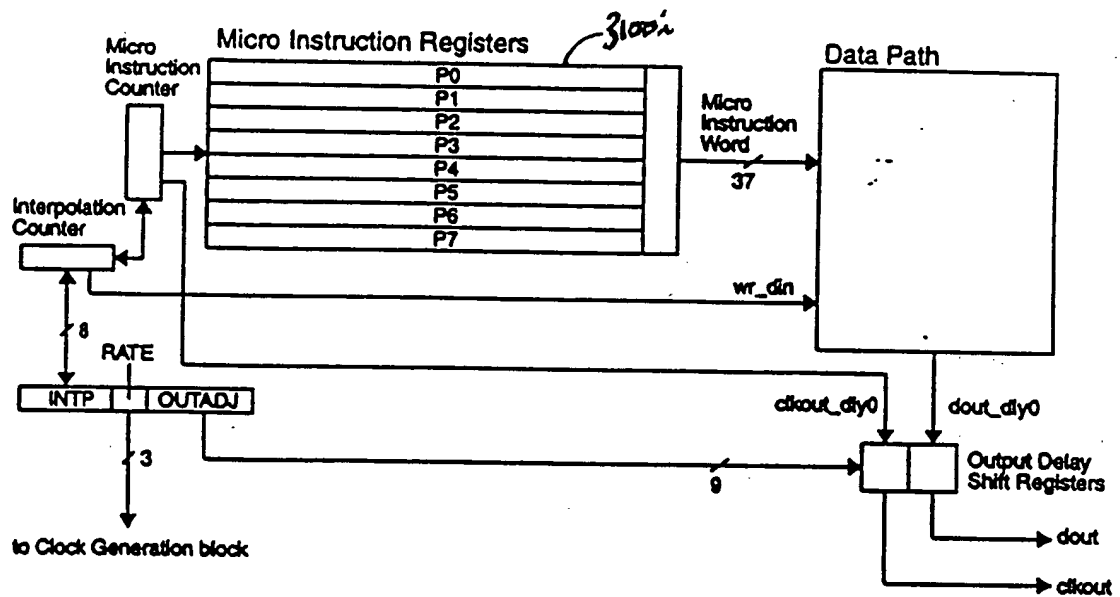 Micro Instruction Registers
3100i
Micro
Instruction
Counter
Data Path
P0
P1
P2
P3
P4
P5
P6
P7
Micro
Instruction
Word
37
Interpolation
Counter
wr_din
8
RATE
INTP
OUTADJ
clkout_dly0
dout_dly0
3
9
Output Delay
Shift Registers
to Clock Generation block
dout
clkout